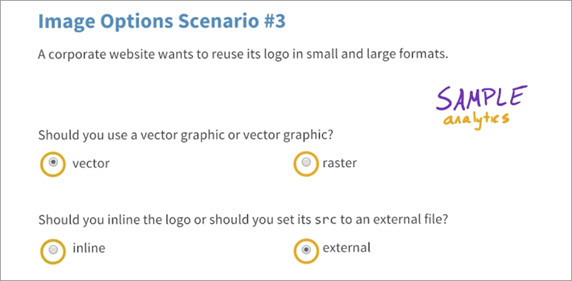 Image Options Scenario #3
A corporate website wants to reuse its logo in small and large formats.
SAMPLE
analytics
Should you use a vector graphic or vector graphic?
vector raster
Should you inline the logo or should you set its src to an external file?
inline external